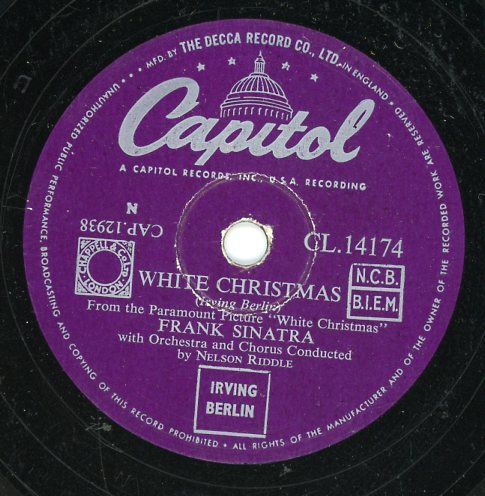 MFD. BY THE DECCA RECORD CO., LTD., IN ENGLAND.
UNAUTHORIZED PUBLIC PERFORMANCE, BROADCASTING AND COPYING OF THIS RECORD PROHIBITED • ALL RIGHTS OF THE MANUFACTURER AND OF THE OWNER OF THE RECORDED WORK ARE RESERVED
Capitol
A CAPITOL RECORDS, INC., U.S.A. RECORDING
N
CAP.12938
CL.14174
CHAPPELL & CO. LTD
LONDON
N.C.B.
B.I.E.M.
WHITE CHRISTMAS
(Irving Berlin)
From the Paramount Picture "White Christmas"
FRANK SINATRA
with Orchestra and Chorus Conducted
by NELSON RIDDLE
IRVING
BERLIN